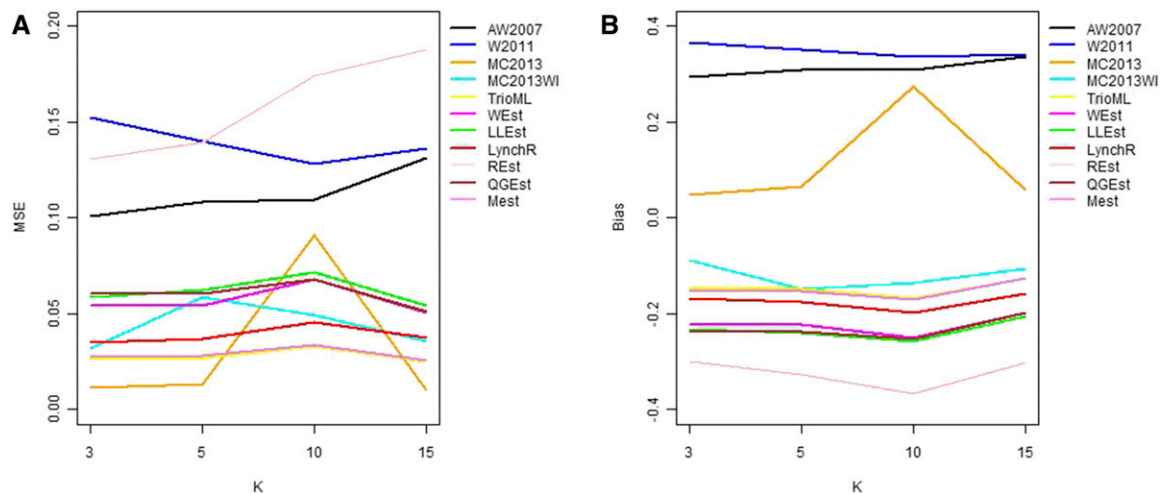 A
MSE
0.20
0.15
0.10
0.05
0.00
3 5 10 15
K
AW2007
W2011
MC2013
MC2013WI
TrioML
WEst
LLEst
LynchR
REst
QGEst
Mest
B
Bias
0.4
0.2
0.0
-0.2
-0.4
3 5 10 15
K
AW2007
W2011
MC2013
MC2013WI
TrioML
WEst
LLEst
LynchR
REst
QGEst
Mest